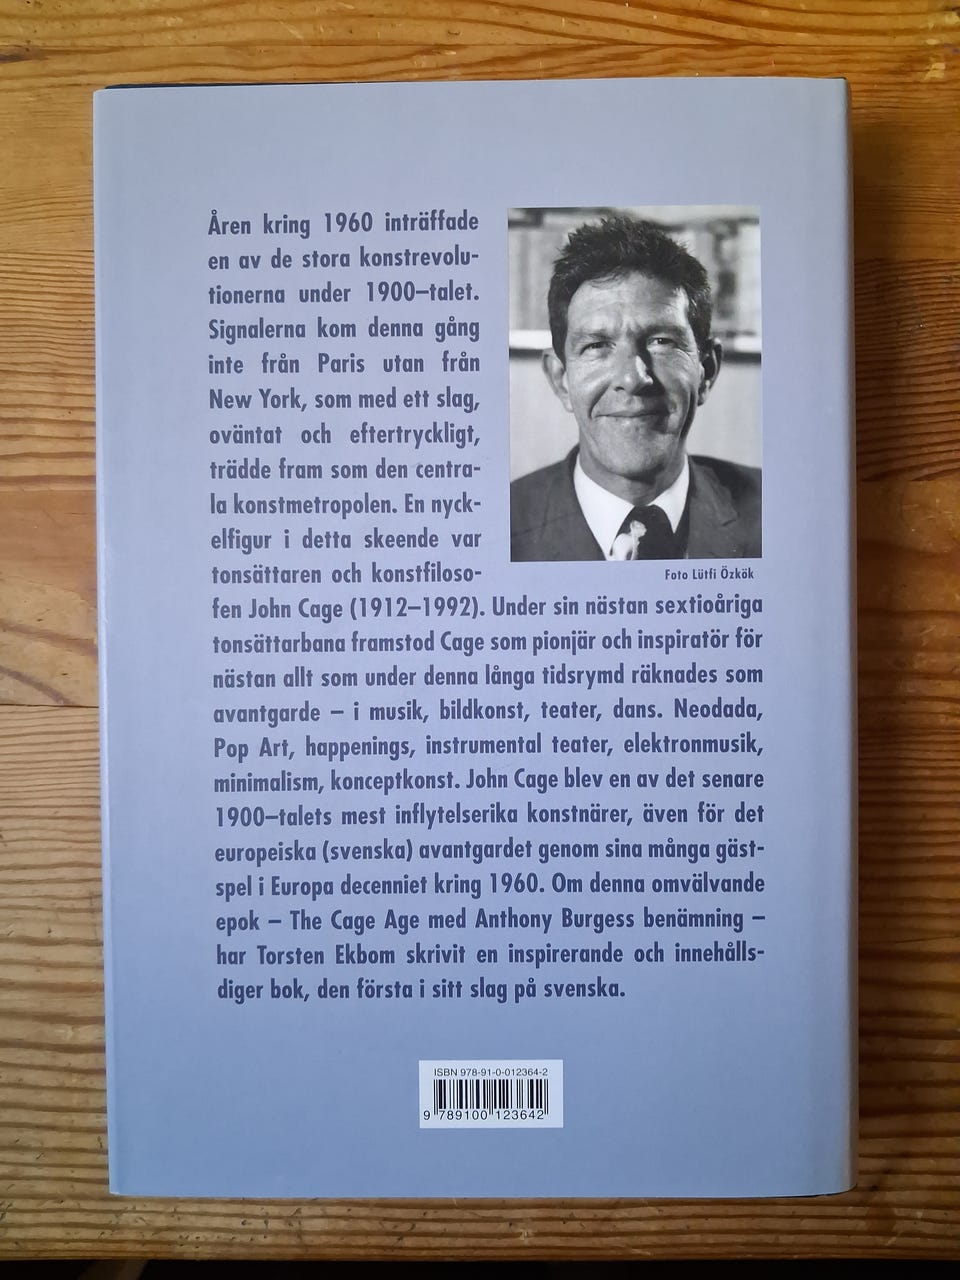 Åren kring 1960 inträffade
en av de stora konstrevolu-
tionerna under 1900–talet.
Signalerna kom denna gång
inte från Paris utan från
New York, som med ett slag,
oväntat och eftertryckligt,
trädde fram som den centra-
la konstmetropolen. En nyck-
elfigur i detta skeende var
tonsättaren och konstfiloso-
Foto Lütfi Özkök
fen John Cage (1912–1992). Under sin nästan sextioåriga
tonsättarbana framstod Cage som pionjär och inspiratör för
nästan allt som under denna långa tidsrymd räknades som
avantgarde – i musik, bildkonst, teater, dans. Neodada,
Pop Art, happenings, instrumental teater, elektronmusik,
minimalism, konceptkonst. John Cage blev en av det senare
1900–talets mest inflytelserika konstnärer, även för det
europeiska (svenska) avantgardet genom sina många gäst-
spel i Europa decenniet kring 1960. Om denna omvälvande
epok – The Cage Age med Anthony Burgess benämning –
har Torsten Ekbom skrivit en inspirerande och innehålls-
diger bok, den första i sitt slag på svenska.
ISBN 978-91-0-012364-2
9 789100 123642